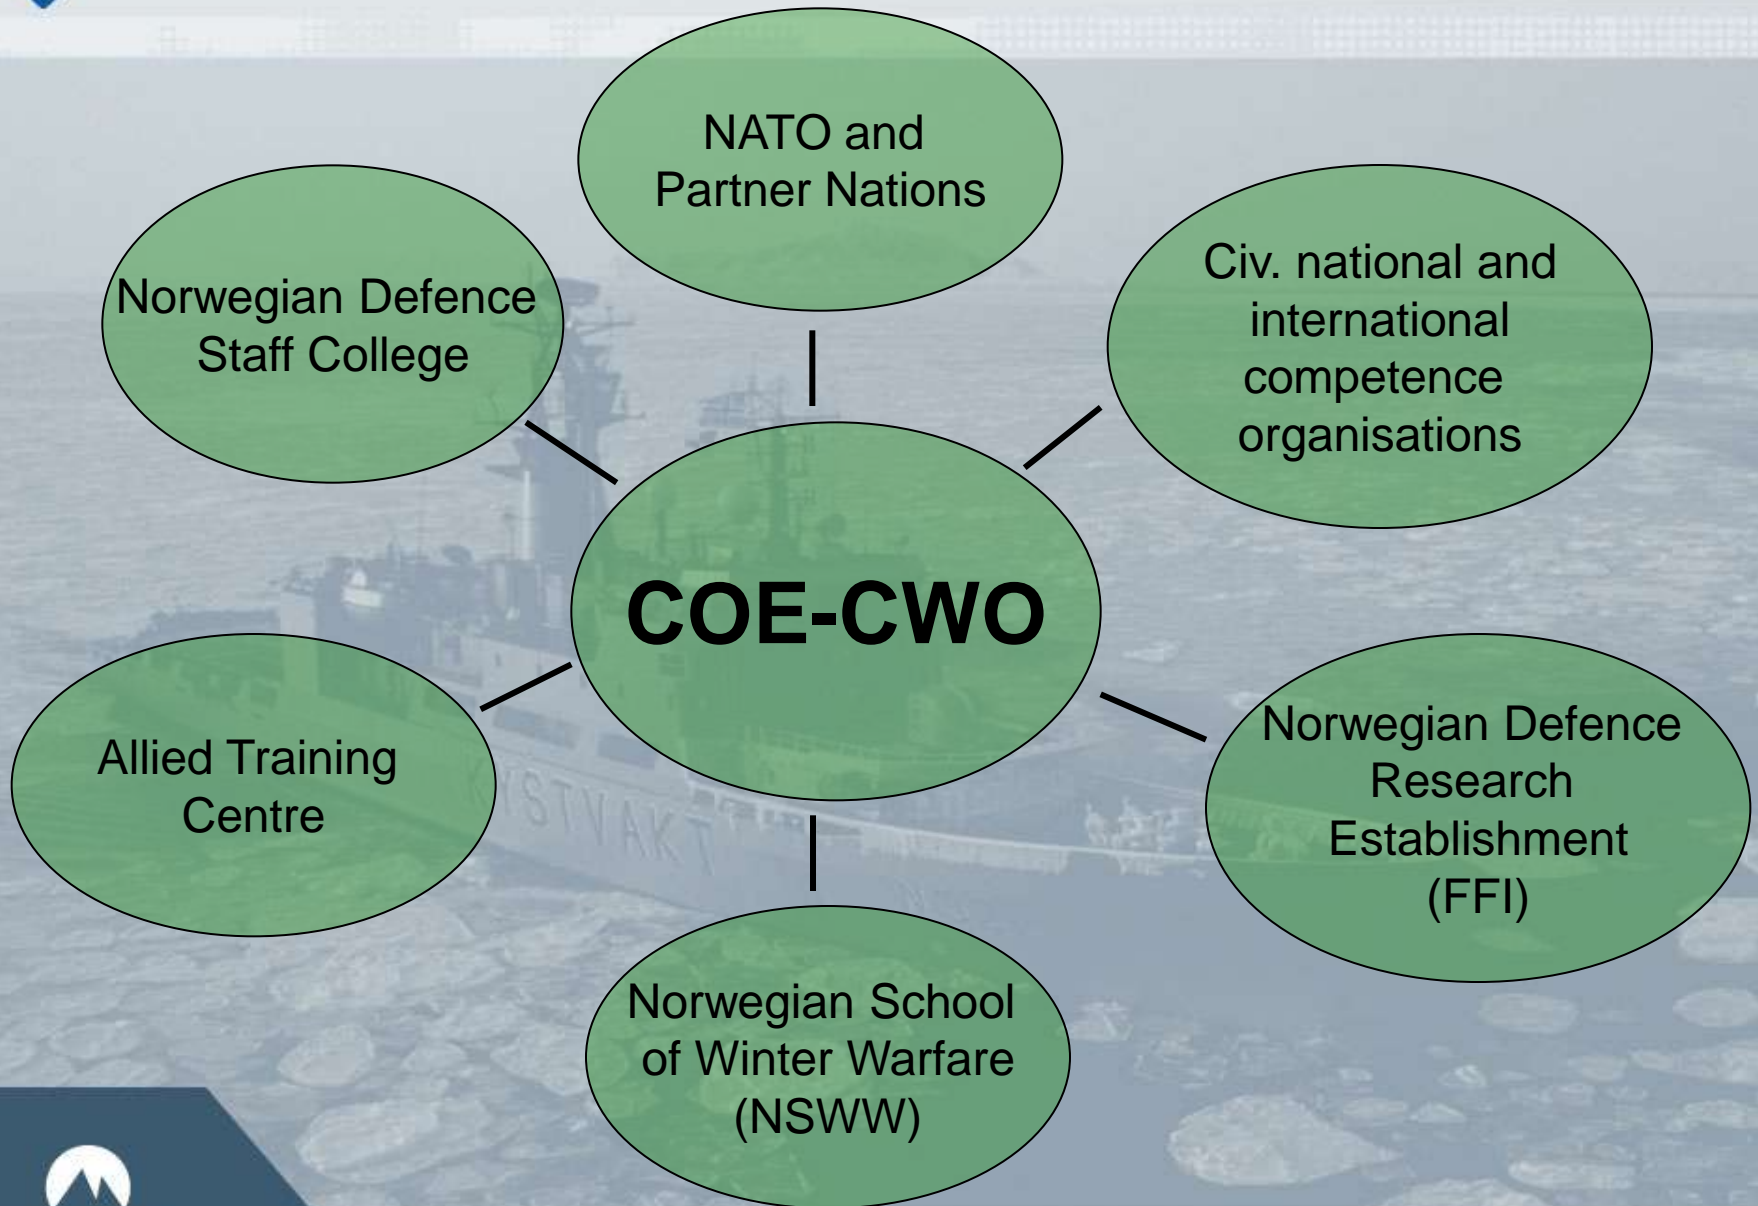 NATO and
Partner Nations
Norwegian Defence
Staff College
Civ. national and
international
competence
organisations
COE-CWO
Allied Training
Centre
Norwegian Defence
Research
Establishment
(FFI)
Norwegian School
of Winter Warfare
(NSWW)
KYSTVAKT